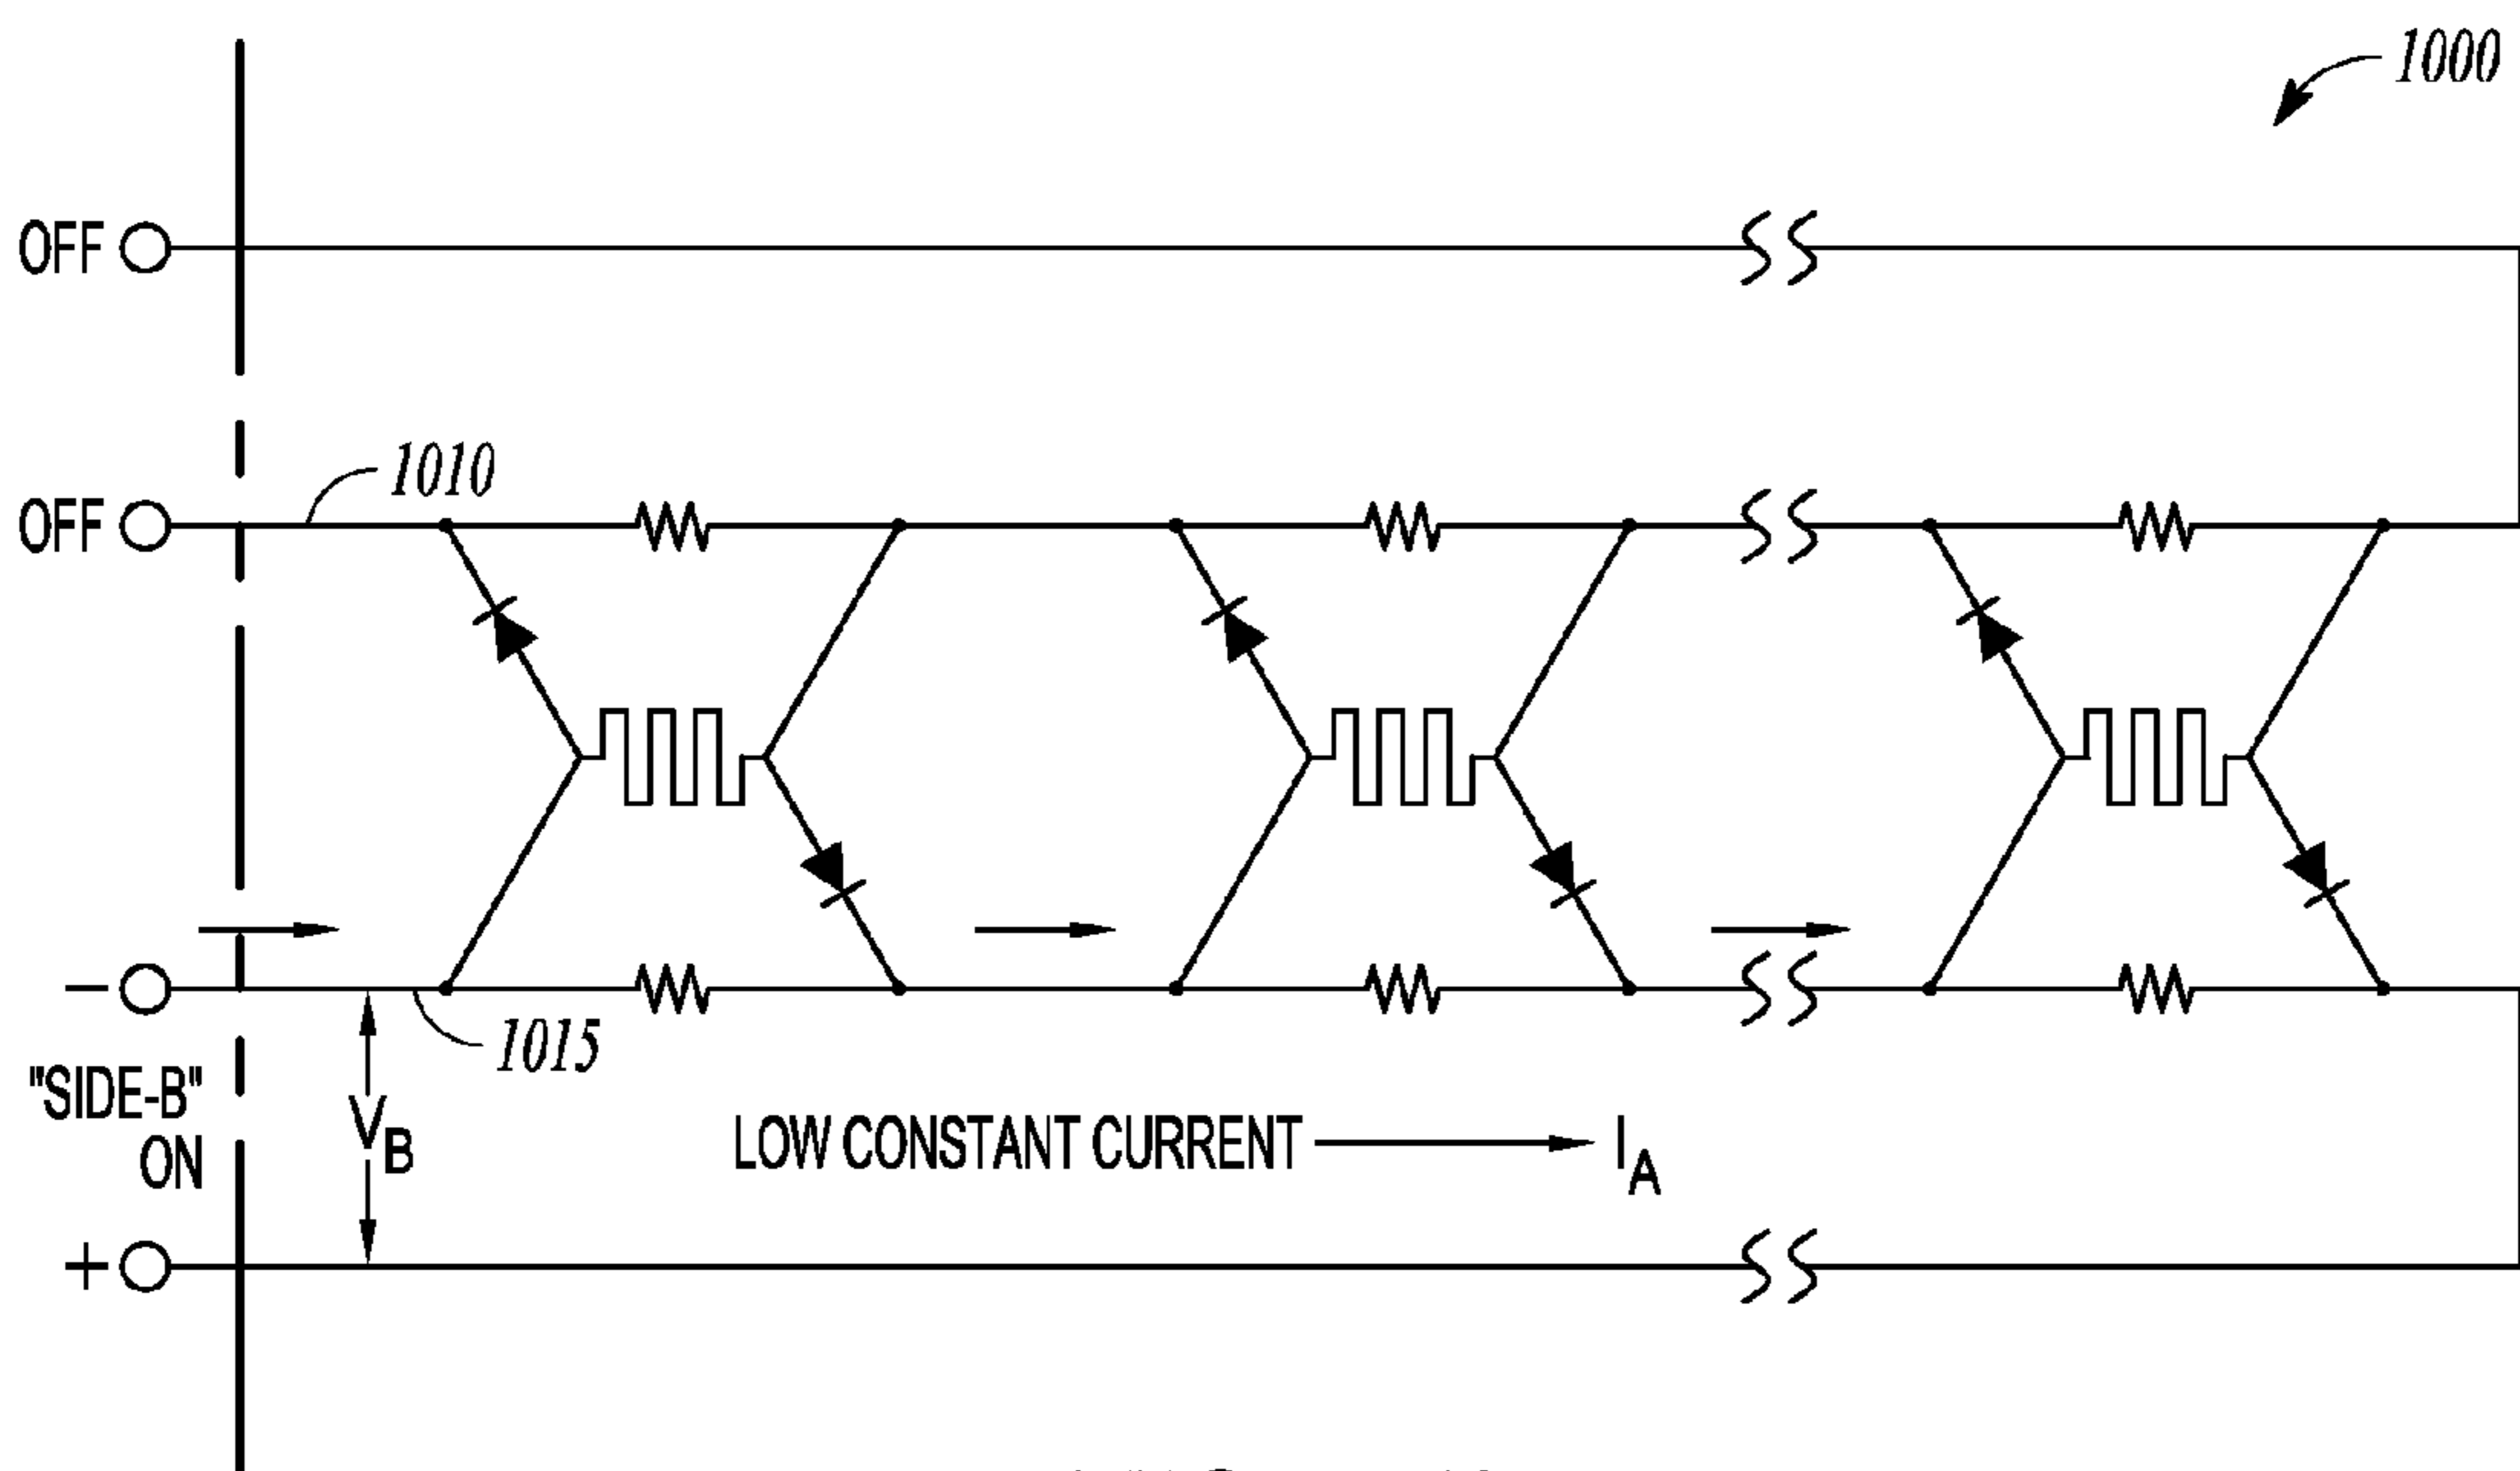 1000
OFF
OFF
1010
−
1015
"SIDE-B"
ON
VB
LOW CONSTANT CURRENT
IA
+